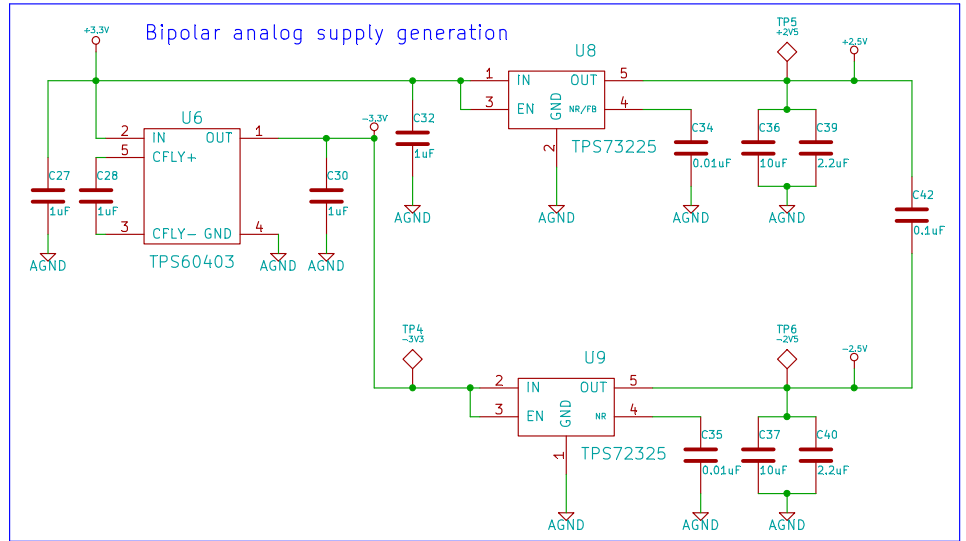 Bipolar analog supply generation
+3.3V
TP5
+2V5
+2.5V
U8
1
IN
OUT
5
3
EN
GND
NR/FB
4
2
TPS73225
AGND
U6
2
IN
OUT
1
5
CFLY+
3
CFLY-
GND
4
TPS60403
AGND
-3.3V
C27
1uF
AGND
C28
1uF
C30
1uF
AGND
C32
1uF
AGND
C34
0.01uF
AGND
C36
10uF
C39
2.2uF
AGND
C42
0.1uF
TP4
-3V3
TP6
-2V5
-2.5V
U9
2
IN
OUT
5
3
EN
GND
NR
4
1
TPS72325
AGND
C35
0.01uF
AGND
C37
10uF
C40
2.2uF
AGND